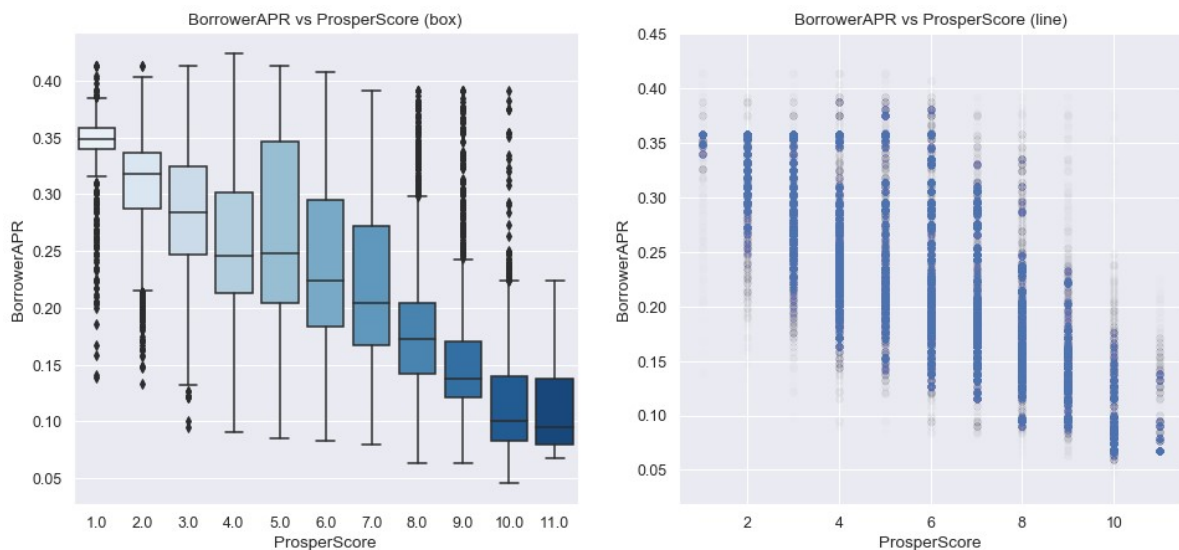 BorrowerAPR vs ProsperScore (box)
BorrowerAPR
0.40
0.35
0.30
0.25
0.20
0.15
0.10
0.05
1.0 2.0 3.0 4.0 5.0 6.0 7.0 8.0 9.0 10.0 11.0
ProsperScore
BorrowerAPR vs ProsperScore (line)
BorrowerAPR
0.45
0.40
0.35
0.30
0.25
0.20
0.15
0.10
0.05
2 4 6 8 10
ProsperScore